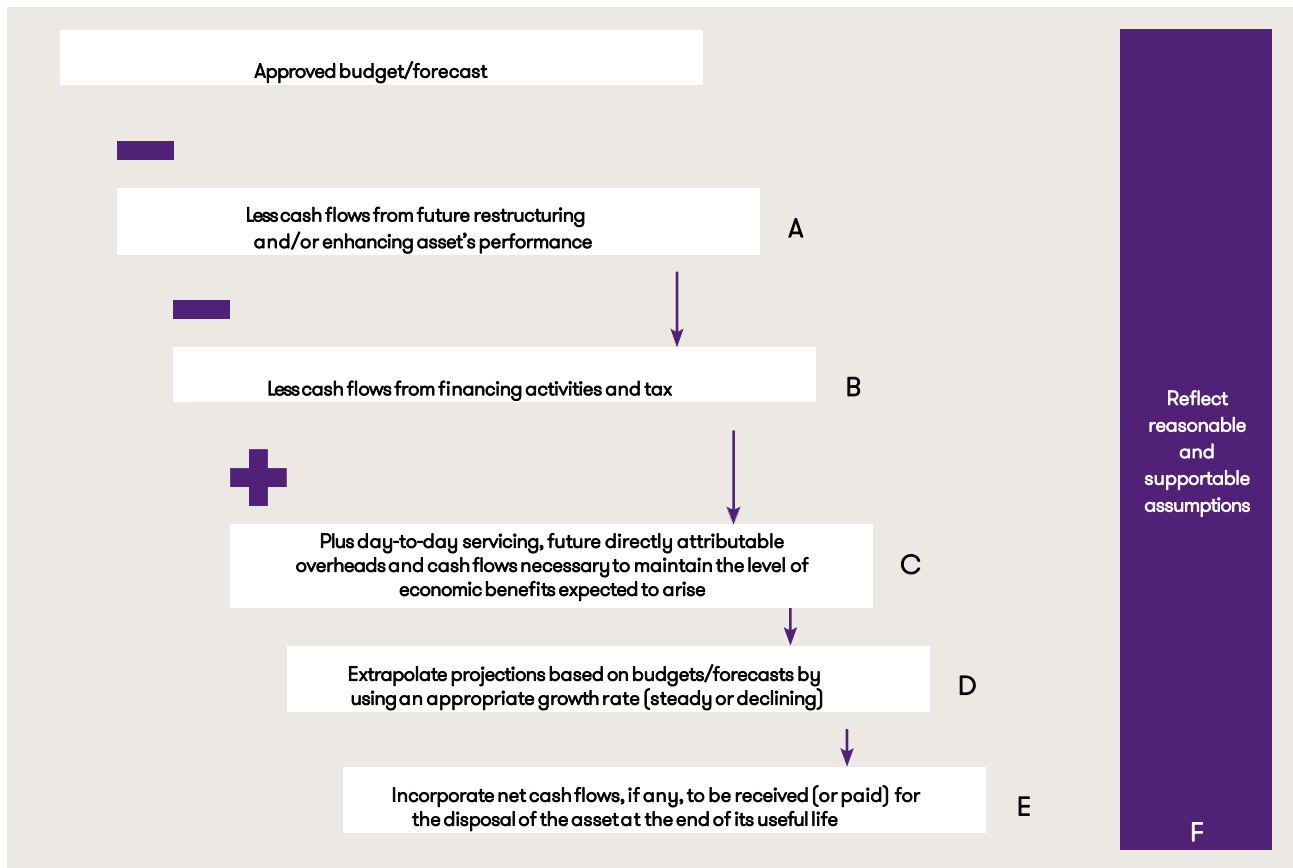 Approved budget/forecast
Less cash flows from future restructuring
and/or enhancing asset's performance
A
Less cash flows from financing activities and tax
B
Plus day-to-day servicing, future directly attributable
overheads and cash flows necessary to maintain the level of
economic benefits expected to arise
C
Extrapolate projections based on budgets/forecasts by
using an appropriate growth rate (steady or declining)
D
Incorporate net cash flows, if any, to be received (or paid) for
the disposal of the asset at the end of its useful life
E
Reflect
reasonable
and
supportable
assumptions
F